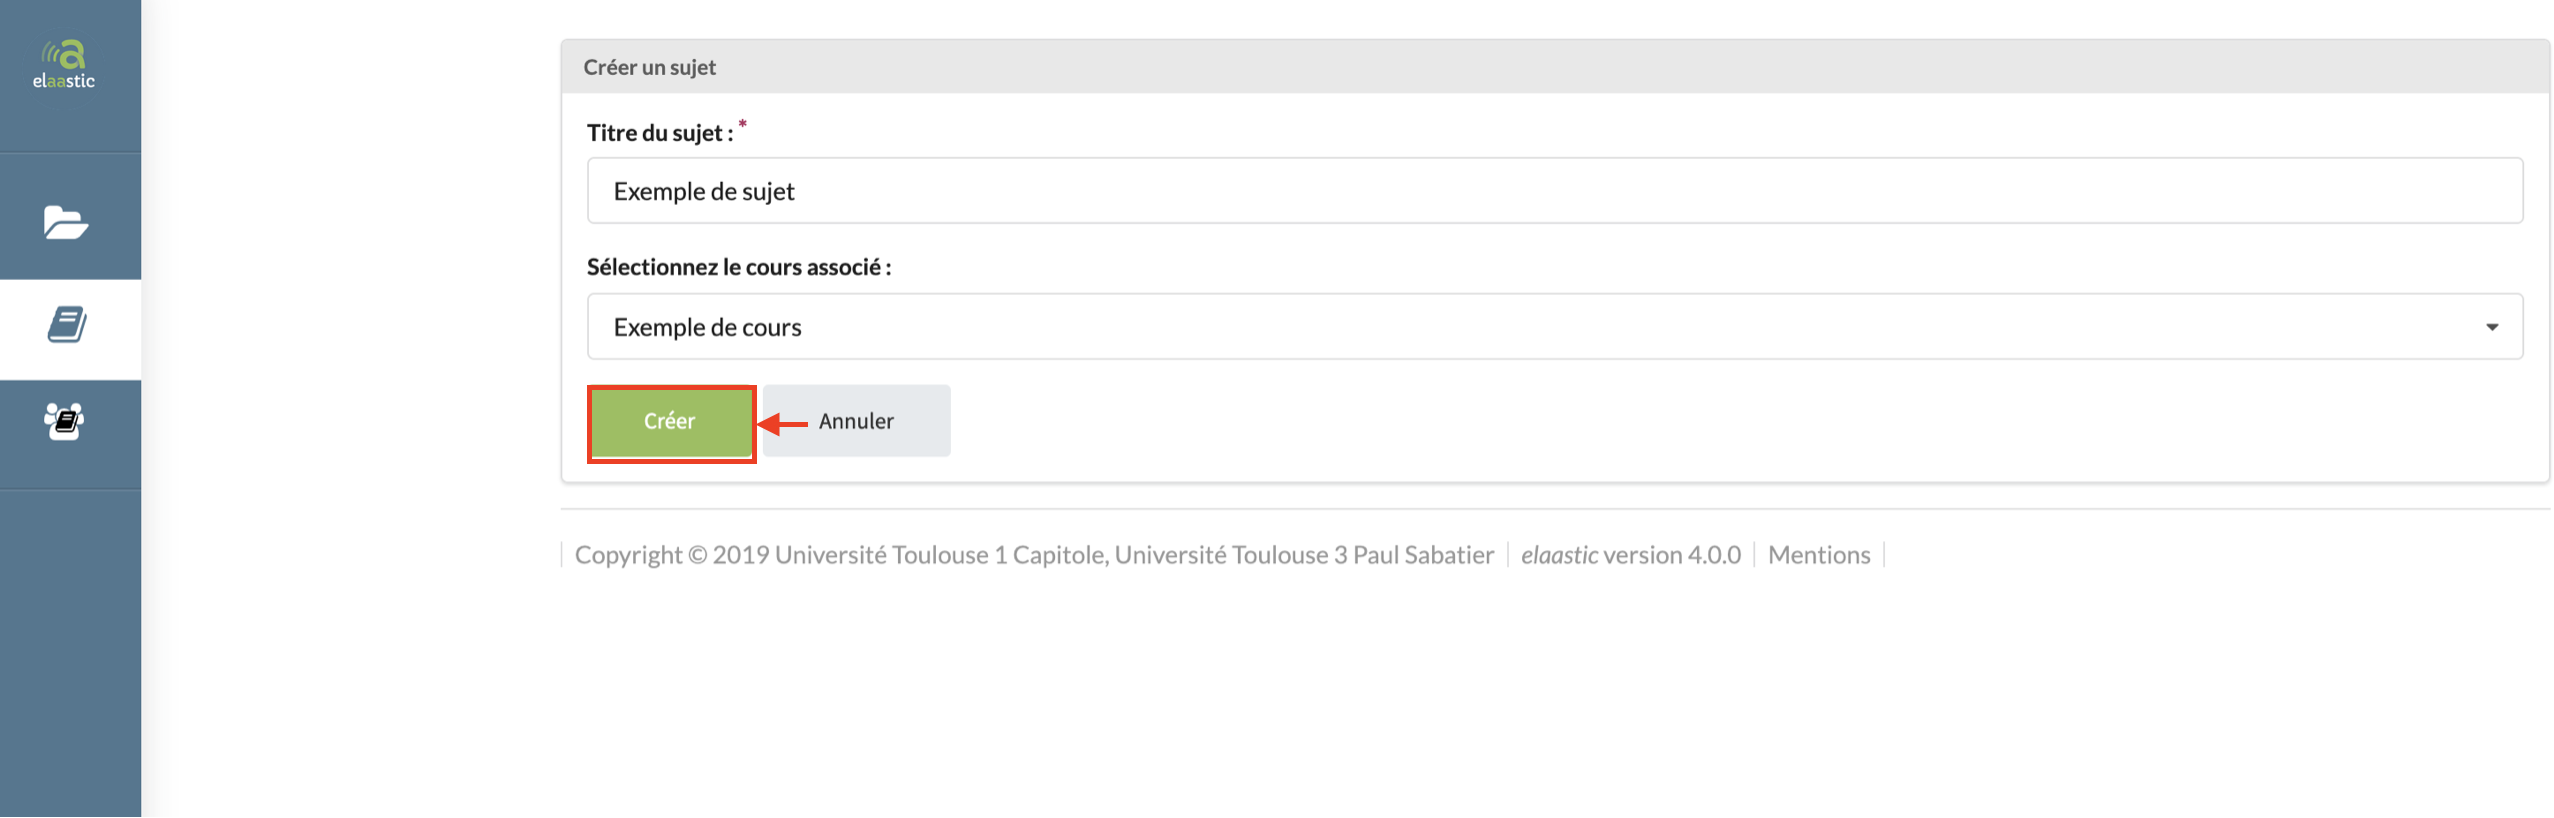 elaastic
Créer un sujet
Titre du sujet : *
Exemple de sujet
Sélectionnez le cours associé :
Exemple de cours
Créer
Annuler
Copyright © 2019 Université Toulouse 1 Capitole, Université Toulouse 3 Paul Sabatier | elaastic version 4.0.0 | Mentions